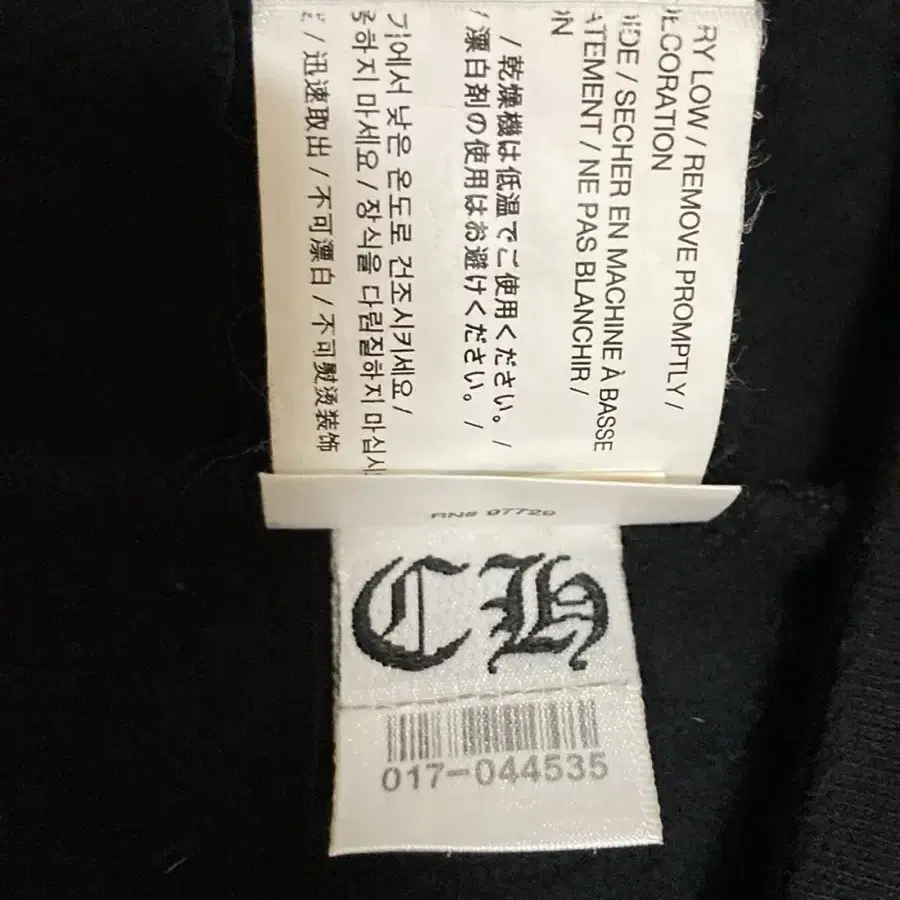 RY LOW / REMOVE PROMPTLY /
ECORATION
IDE / SECHER EN MACHINE À BASSE
ATEMENT / NE PAS BLANCHIR /
ON
/ 乾燥機は低温でご使用ください。 /
/ 漂白剤の使用はお避けください。 /
기에서 낮은 온도로 건조시키세요 /
용하지 마세요 / 장식을 다림질하지 마십시
/ 迅速取出 / 不可漂白 / 不可熨烫装饰
RN# 97729
CH
017-044535